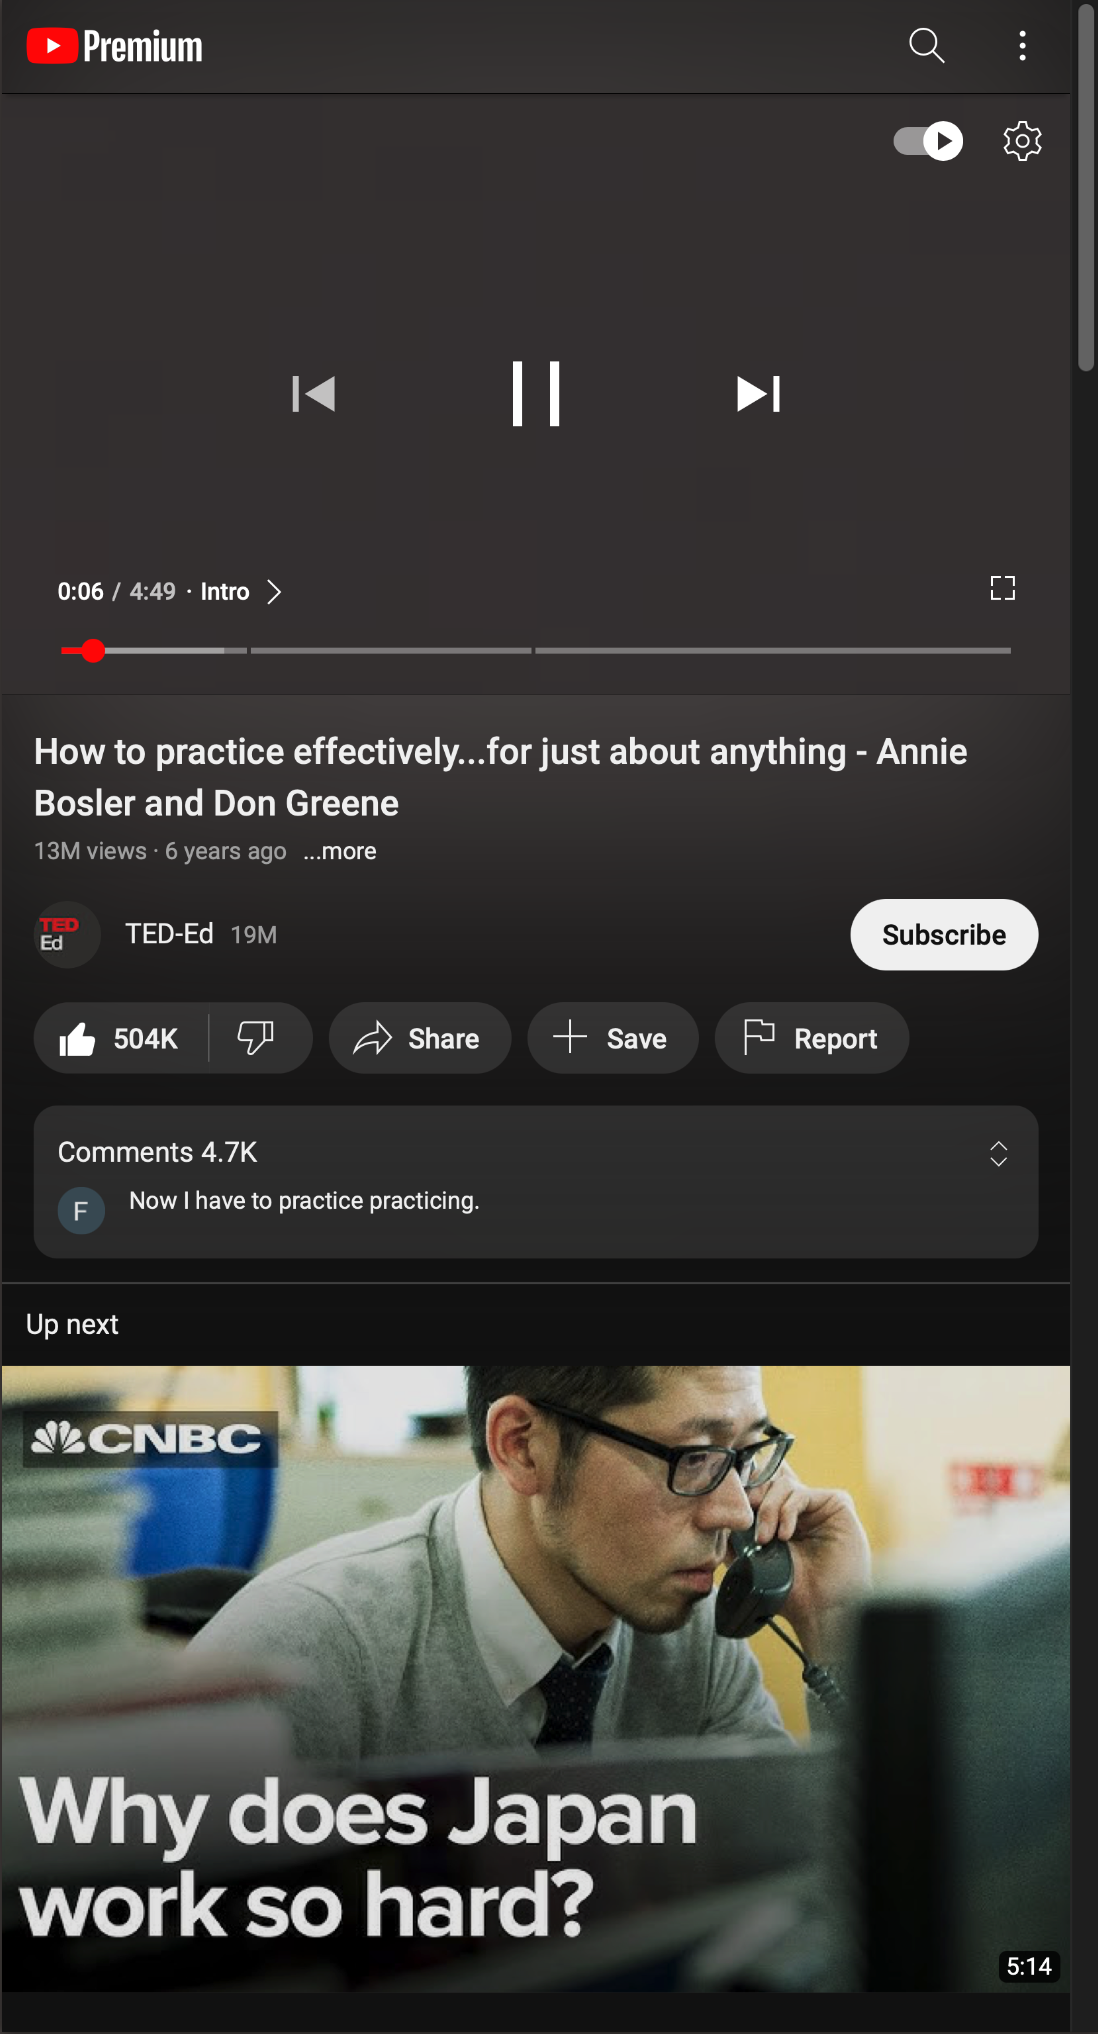 Premium
0:06 / 4:49 · Intro
How to practice effectively...for just about anything - Annie
Bosler and Don Greene
13M views · 6 years ago ...more
TED
Ed
TED-Ed 19M
Subscribe
504K
Share
Save
Report
Comments 4.7K
F
Now I have to practice practicing.
Up next
CNBC
Why does Japan
work so hard?
5:14